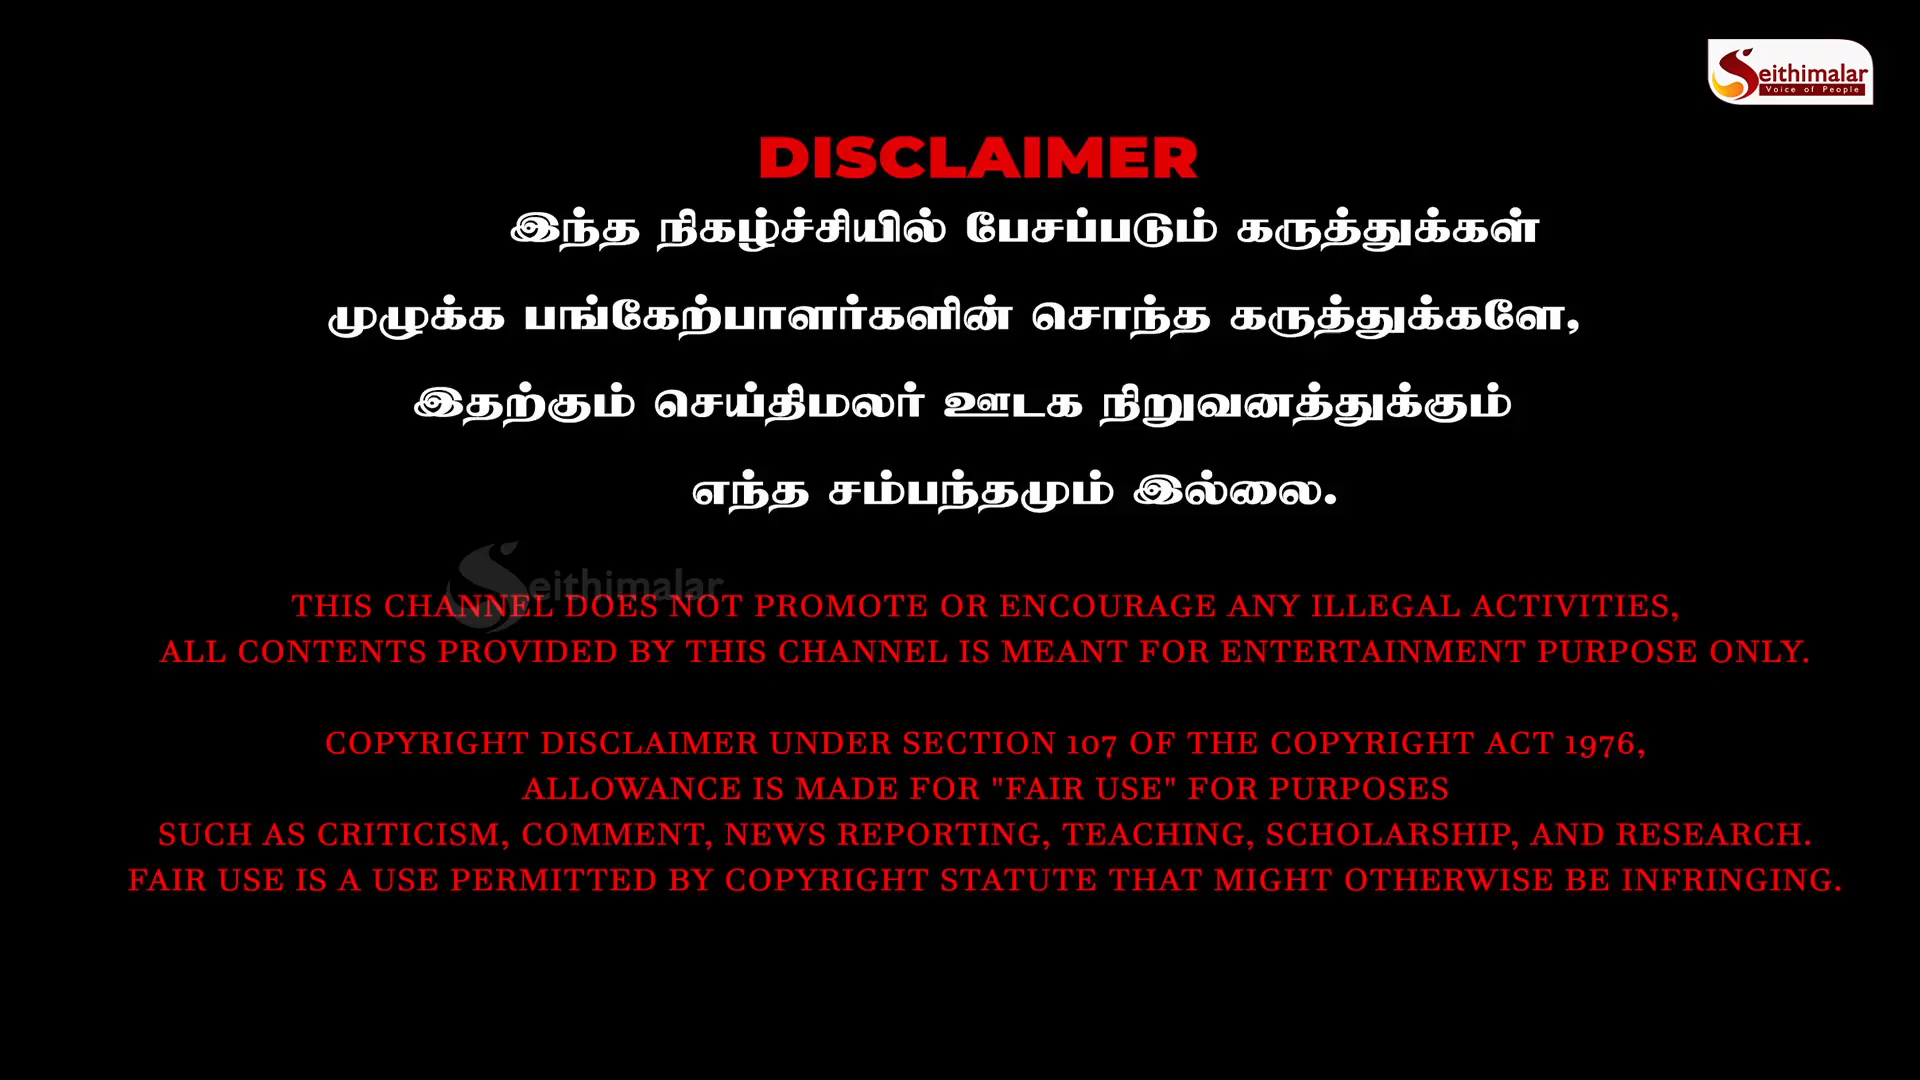 Seithimalar
Voice of People
DISCLAIMER
இந்த நிகழ்ச்சியில் பேசப்படும் கருத்துக்கள்
முழுக்க பங்கேற்பாளர்களின் சொந்த கருத்துக்களே,
இதற்கும் செய்திமலர் ஊடக நிறுவனத்துக்கும்
எந்த சம்பந்தமும் இல்லை.
Seithimalar
THIS CHANNEL DOES NOT PROMOTE OR ENCOURAGE ANY ILLEGAL ACTIVITIES,
ALL CONTENTS PROVIDED BY THIS CHANNEL IS MEANT FOR ENTERTAINMENT PURPOSE ONLY.
COPYRIGHT DISCLAIMER UNDER SECTION 107 OF THE COPYRIGHT ACT 1976,
ALLOWANCE IS MADE FOR "FAIR USE" FOR PURPOSES
SUCH AS CRITICISM, COMMENT, NEWS REPORTING, TEACHING, SCHOLARSHIP, AND RESEARCH.
FAIR USE IS A USE PERMITTED BY COPYRIGHT STATUTE THAT MIGHT OTHERWISE BE INFRINGING.